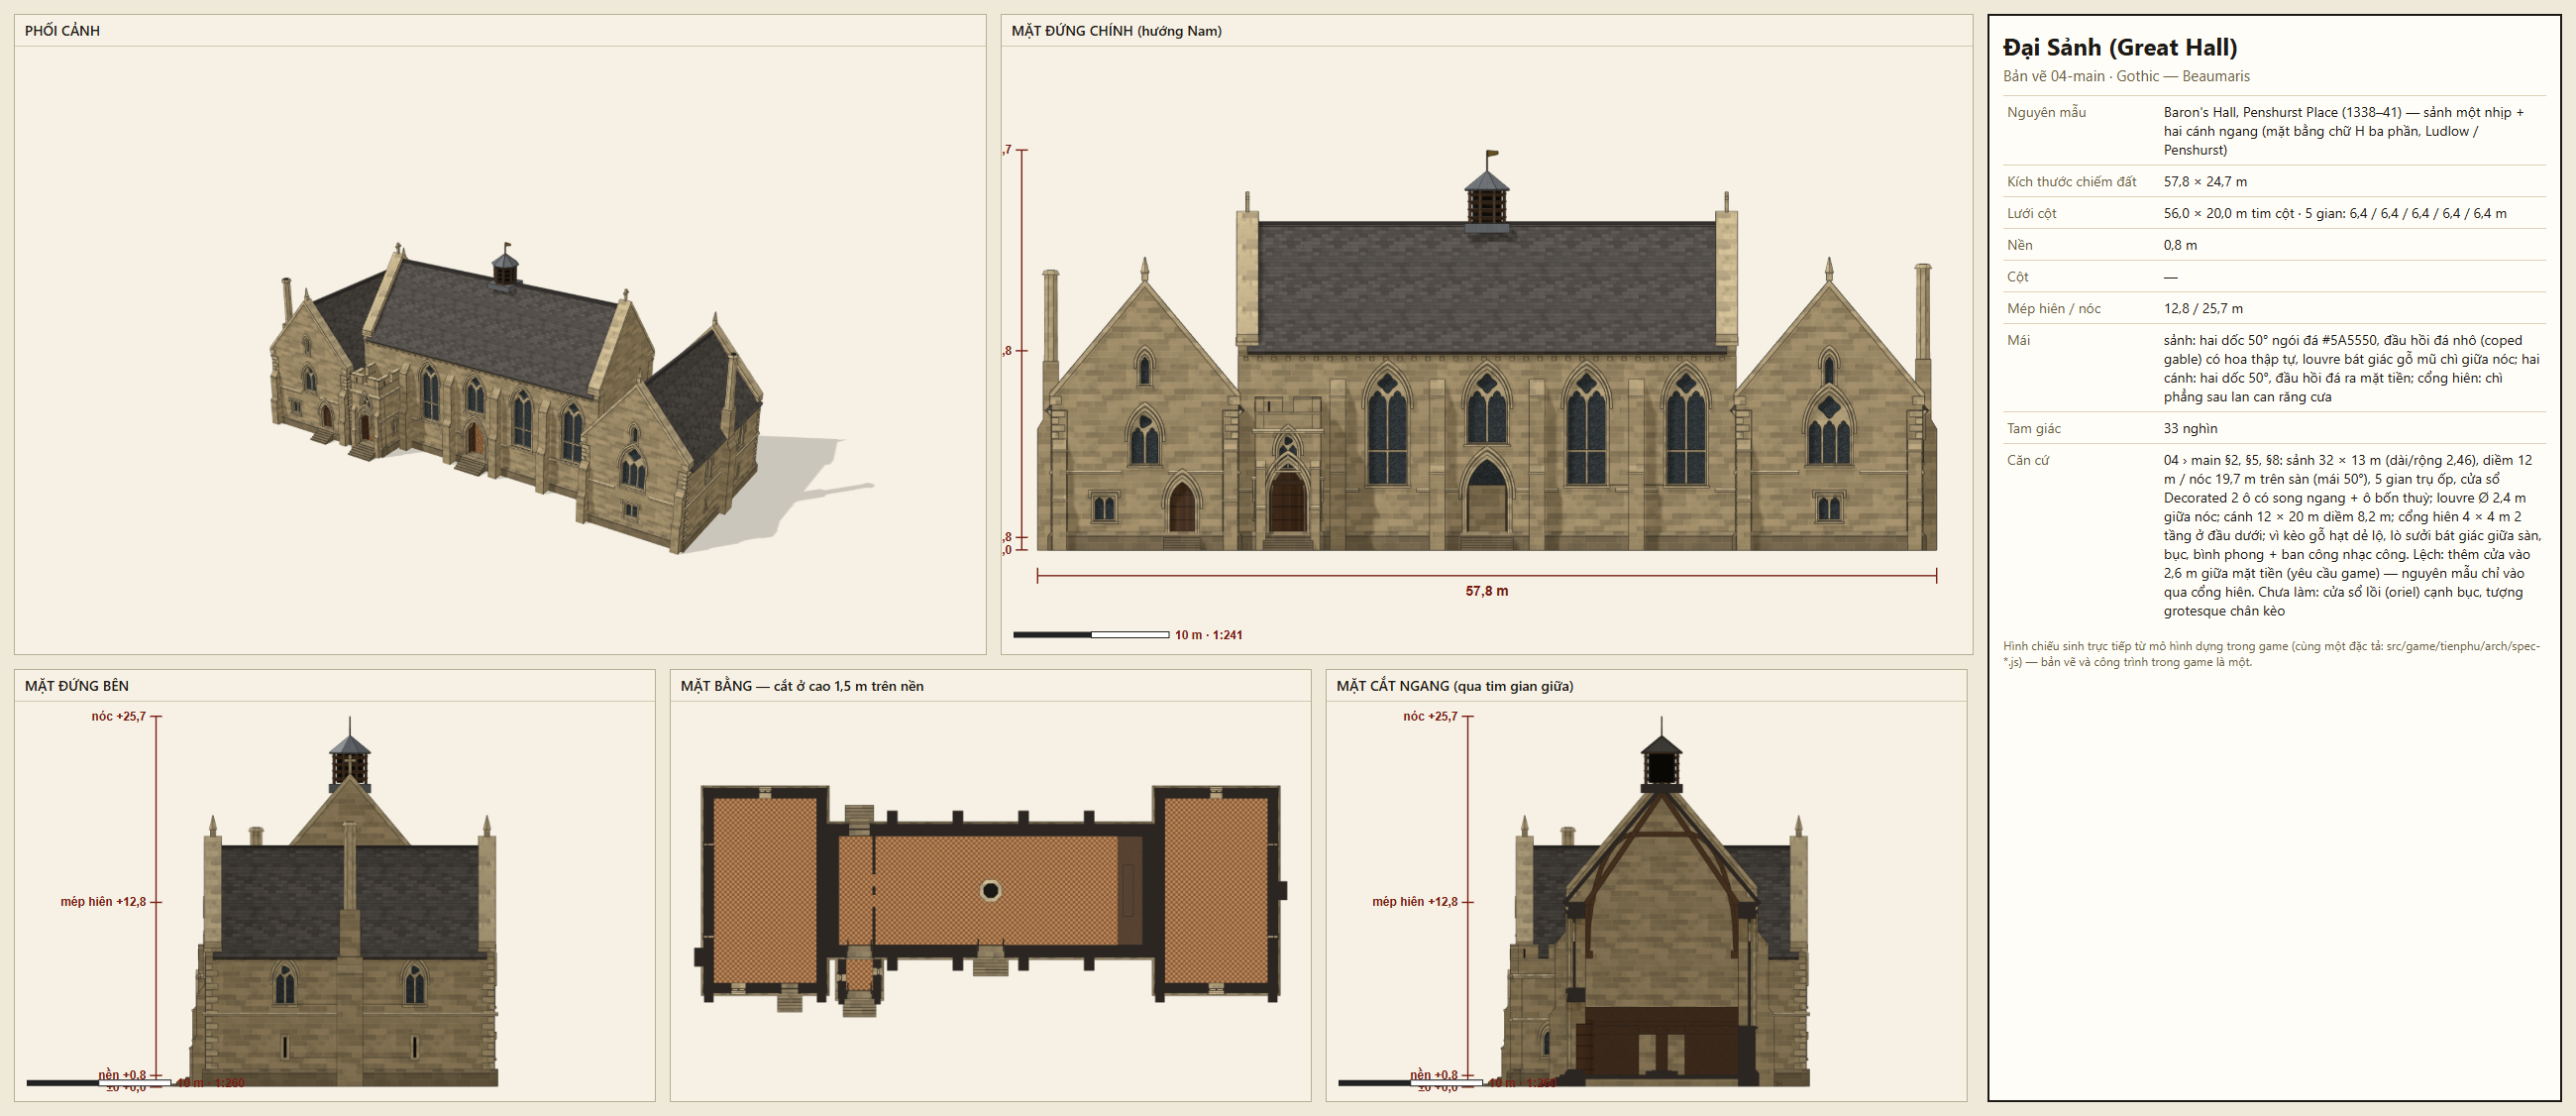 PHỐI CẢNH
MẶT ĐỨNG CHÍNH (hướng Nam)
,7
,8
,8
,0
57,8 m
10 m · 1:241
MẶT ĐỨNG BÊN
nóc +25,7
mép hiên +12,8
nền +0,8
±0 +0,0
10 m · 1:260
MẶT BẰNG — cắt ở cao 1,5 m trên nền
MẶT CẮT NGANG (qua tim gian giữa)
nóc +25,7
mép hiên +12,8
nền +0,8
±0 +0,0
Đại Sảnh (Great Hall)
Bản vẽ 04-main · Gothic — Beaumaris
Nguyên mẫu
Baron's Hall, Penshurst Place (1338–41) — sảnh một nhịp +
hai cánh ngang (mặt bằng chữ H ba phần, Ludlow /
Penshurst)
Kích thước chiếm đất
57,8 × 24,7 m
Lưới cột
56,0 × 20,0 m tim cột · 5 gian: 6,4 / 6,4 / 6,4 / 6,4 / 6,4 m
Nền
0,8 m
Cột
—
Mép hiên / nóc
12,8 / 25,7 m
Mái
sảnh: hai dốc 50° ngói đá #5A5550, đầu hồi đá nhô (coped
gable) có hoa thập tự, louvre bát giác gỗ mũ chì giữa nóc; hai
cánh: hai dốc 50°, đầu hồi đá ra mặt tiền; cổng hiên: chì
phẳng sau lan can răng cưa
Tam giác
33 nghìn
Căn cứ
04 › main §2, §5, §8: sảnh 32 × 13 m (dài/rộng 2,46), diềm 12
m / nóc 19,7 m trên sàn (mái 50°), 5 gian trụ ốp, cửa sổ
Decorated 2 ô có song ngang + ô bốn thuỳ; louvre Ø 2,4 m
giữa nóc; cánh 12 × 20 m diềm 8,2 m; cổng hiên 4 × 4 m 2
tầng ở đầu dưới; vì kèo gỗ hạt dẻ lộ, lò sưởi bát giác giữa sàn,
bục, bình phong + ban công nhạc công. Lệch: thêm cửa vào
2,6 m giữa mặt tiền (yêu cầu game) — nguyên mẫu chỉ vào
qua cổng hiên. Chưa làm: cửa sổ lồi (oriel) cạnh bục, tượng
grotesque chân kèo
Hình chiếu sinh trực tiếp từ mô hình dựng trong game (cùng một đặc tả: src/game/tienphu/arch/spec-
*.js) — bản vẽ và công trình trong game là một.